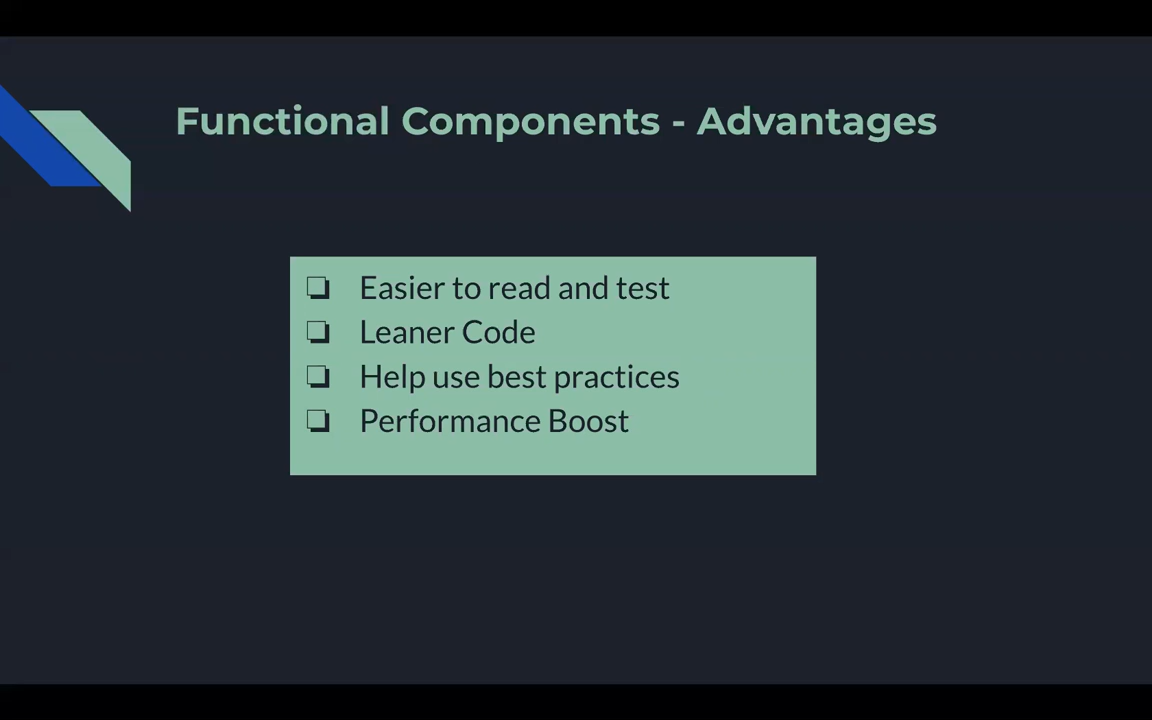 Functional Components - Advantages
❏ Easier to read and test
❏ Leaner Code
❏ Help use best practices
❏ Performance Boost